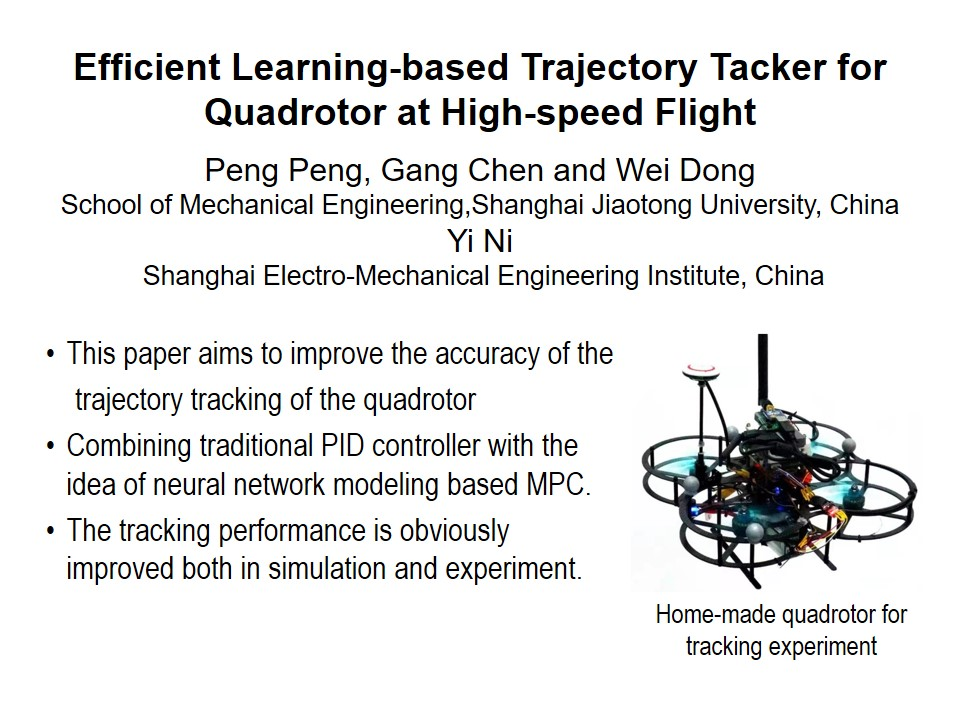 Efficient Learning-based Trajectory Tacker for
Quadrotor at High-speed Flight
Peng Peng, Gang Chen and Wei Dong
School of Mechanical Engineering,Shanghai Jiaotong University, China
Yi Ni
Shanghai Electro-Mechanical Engineering Institute, China
• This paper aims to improve the accuracy of the
trajectory tracking of the quadrotor
• Combining traditional PID controller with the
idea of neural network modeling based MPC.
• The tracking performance is obviously
improved both in simulation and experiment.
Home-made quadrotor for
tracking experiment